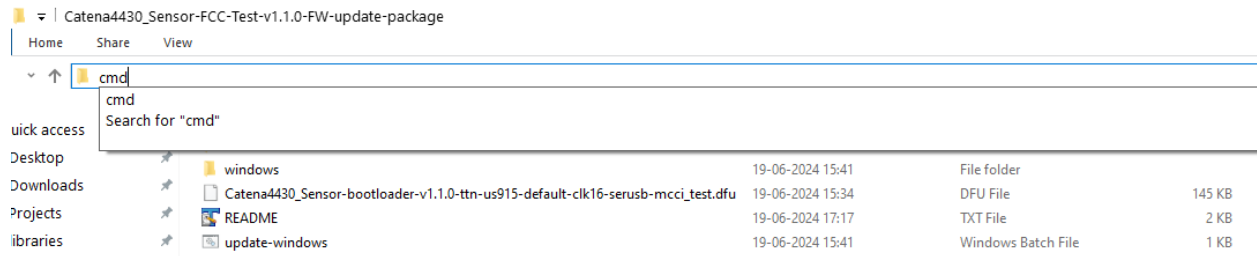 Catena4430_Sensor-FCC-Test-v1.1.0-FW-update-package
Home Share View
cmd
cmd
Search for "cmd"
uick access
Desktop
Downloads
Projects
ibraries
windows 19-06-2024 15:41 File folder
Catena4430_Sensor-bootloader-v1.1.0-ttn-us915-default-clk16-serusb-mcci_test.dfu 19-06-2024 15:34 DFU File 145 KB
README 19-06-2024 17:17 TXT File 2 KB
update-windows 19-06-2024 15:41 Windows Batch File 1 KB